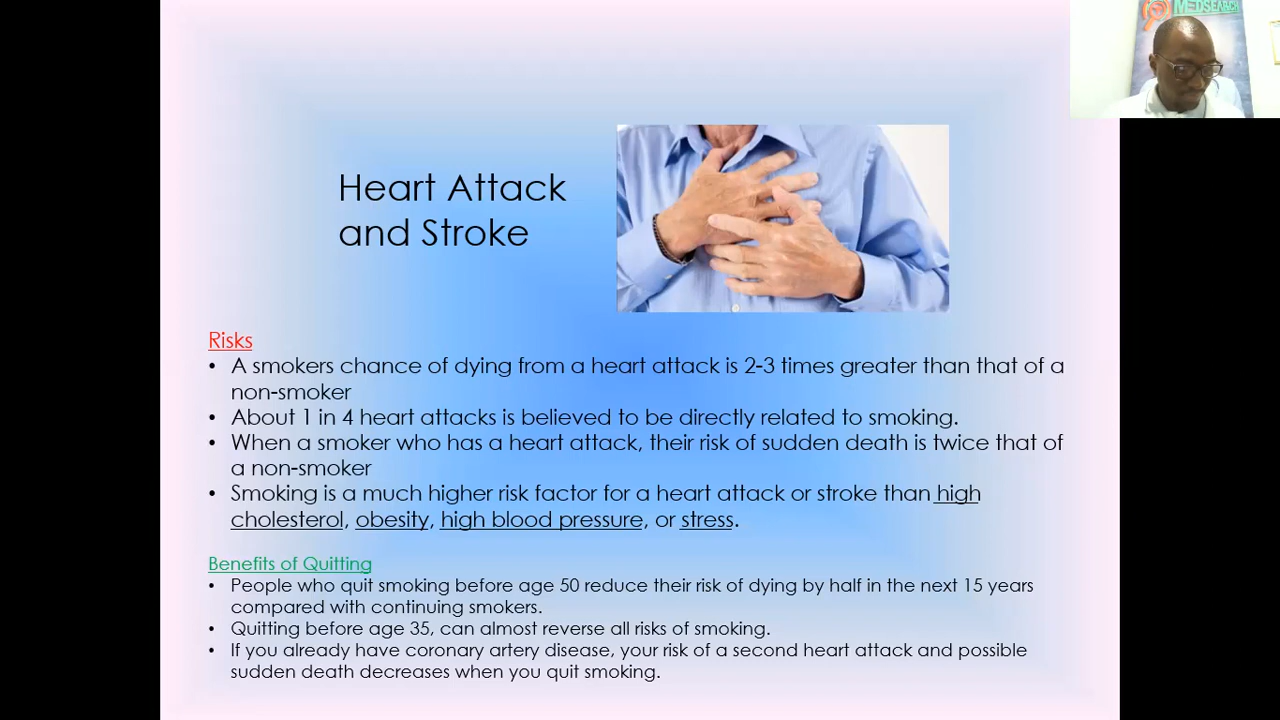 MEDSEARCH
Heart Attack
and Stroke
Risks
• A smokers chance of dying from a heart attack is 2-3 times greater than that of a
non-smoker
• About 1 in 4 heart attacks is believed to be directly related to smoking.
• When a smoker who has a heart attack, their risk of sudden death is twice that of
a non-smoker
• Smoking is a much higher risk factor for a heart attack or stroke than high
cholesterol, obesity, high blood pressure, or stress.
Benefits of Quitting
• People who quit smoking before age 50 reduce their risk of dying by half in the next 15 years
compared with continuing smokers.
• Quitting before age 35, can almost reverse all risks of smoking.
• If you already have coronary artery disease, your risk of a second heart attack and possible
sudden death decreases when you quit smoking.